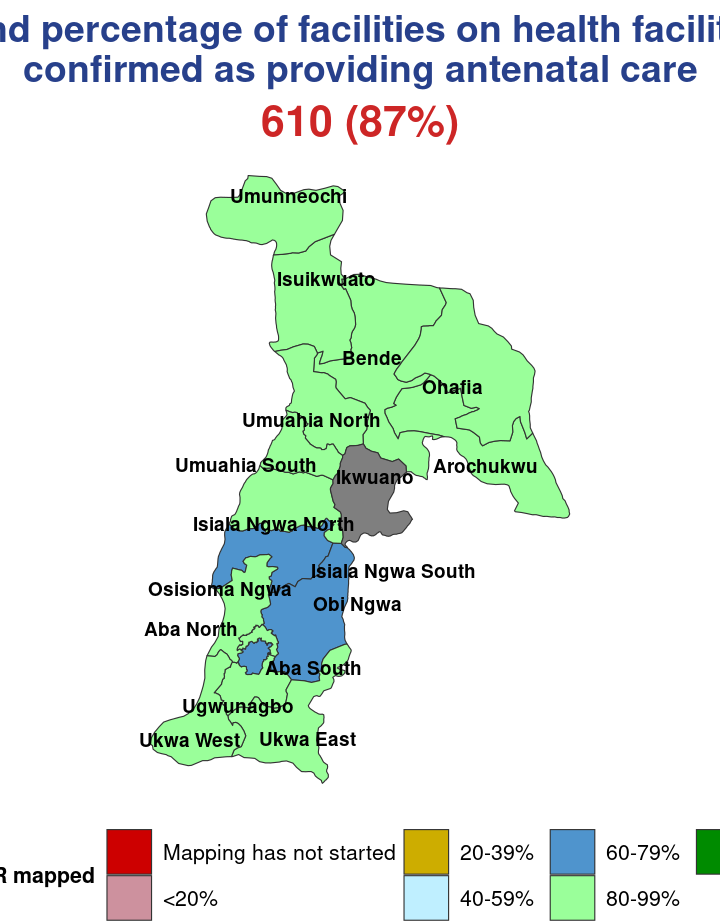 percentage of facilities on health
confirmed as providing antenatal care
610 (87%)
Umunneochi
Isuikwuato
Bende
Ohafia
Umuahia North
Umuahia South
Arochukwu
Ikwuano
Isiala Ngwa North
Isiala Ngwa South
Osisioma Ngwa
Obi Ngwa
Aba North
Aba South
Ugwunagbo
Ukwa West
Ukwa East
mapped
Mapping has not started
<20%
20-39%
40-59%
60-79%
80-99%